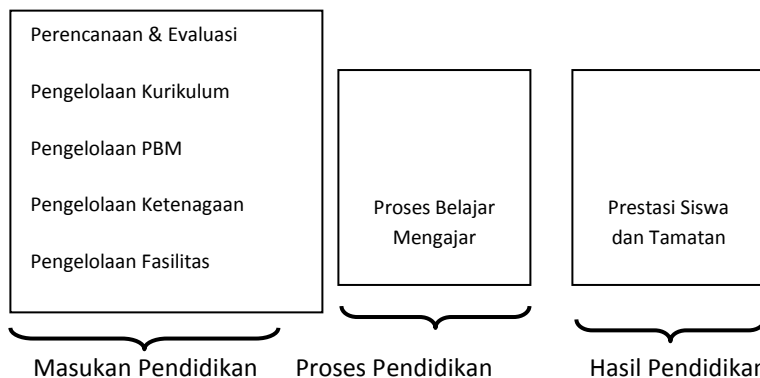 Perencanaan & Evaluasi
Pengelolaan Kurikulum
Pengelolaan PBM
Pengelolaan Ketenagaan
Pengelolaan Fasilitas
Proses Belajar
Mengajar
Prestasi Siswa
dan Tamatan
Masukan Pendidikan
Proses Pendidikan
Hasil Pendidikan